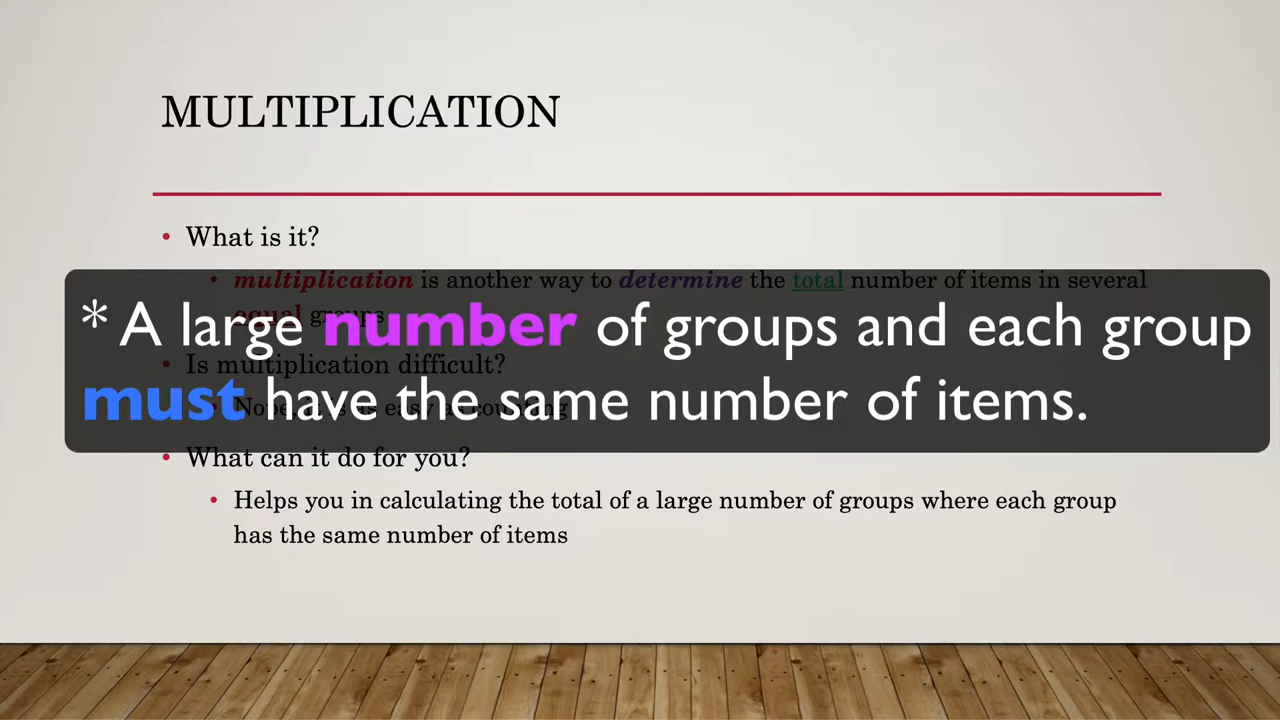 MULTIPLICATION
• What is it?
• multiplication is another way to determine the total number of items in several
equal groups
* A large number of groups and each group
must have the same number of items.
• Is multiplication difficult?
• What can it do for you?
• Helps you in calculating the total of a large number of groups where each group
has the same number of items